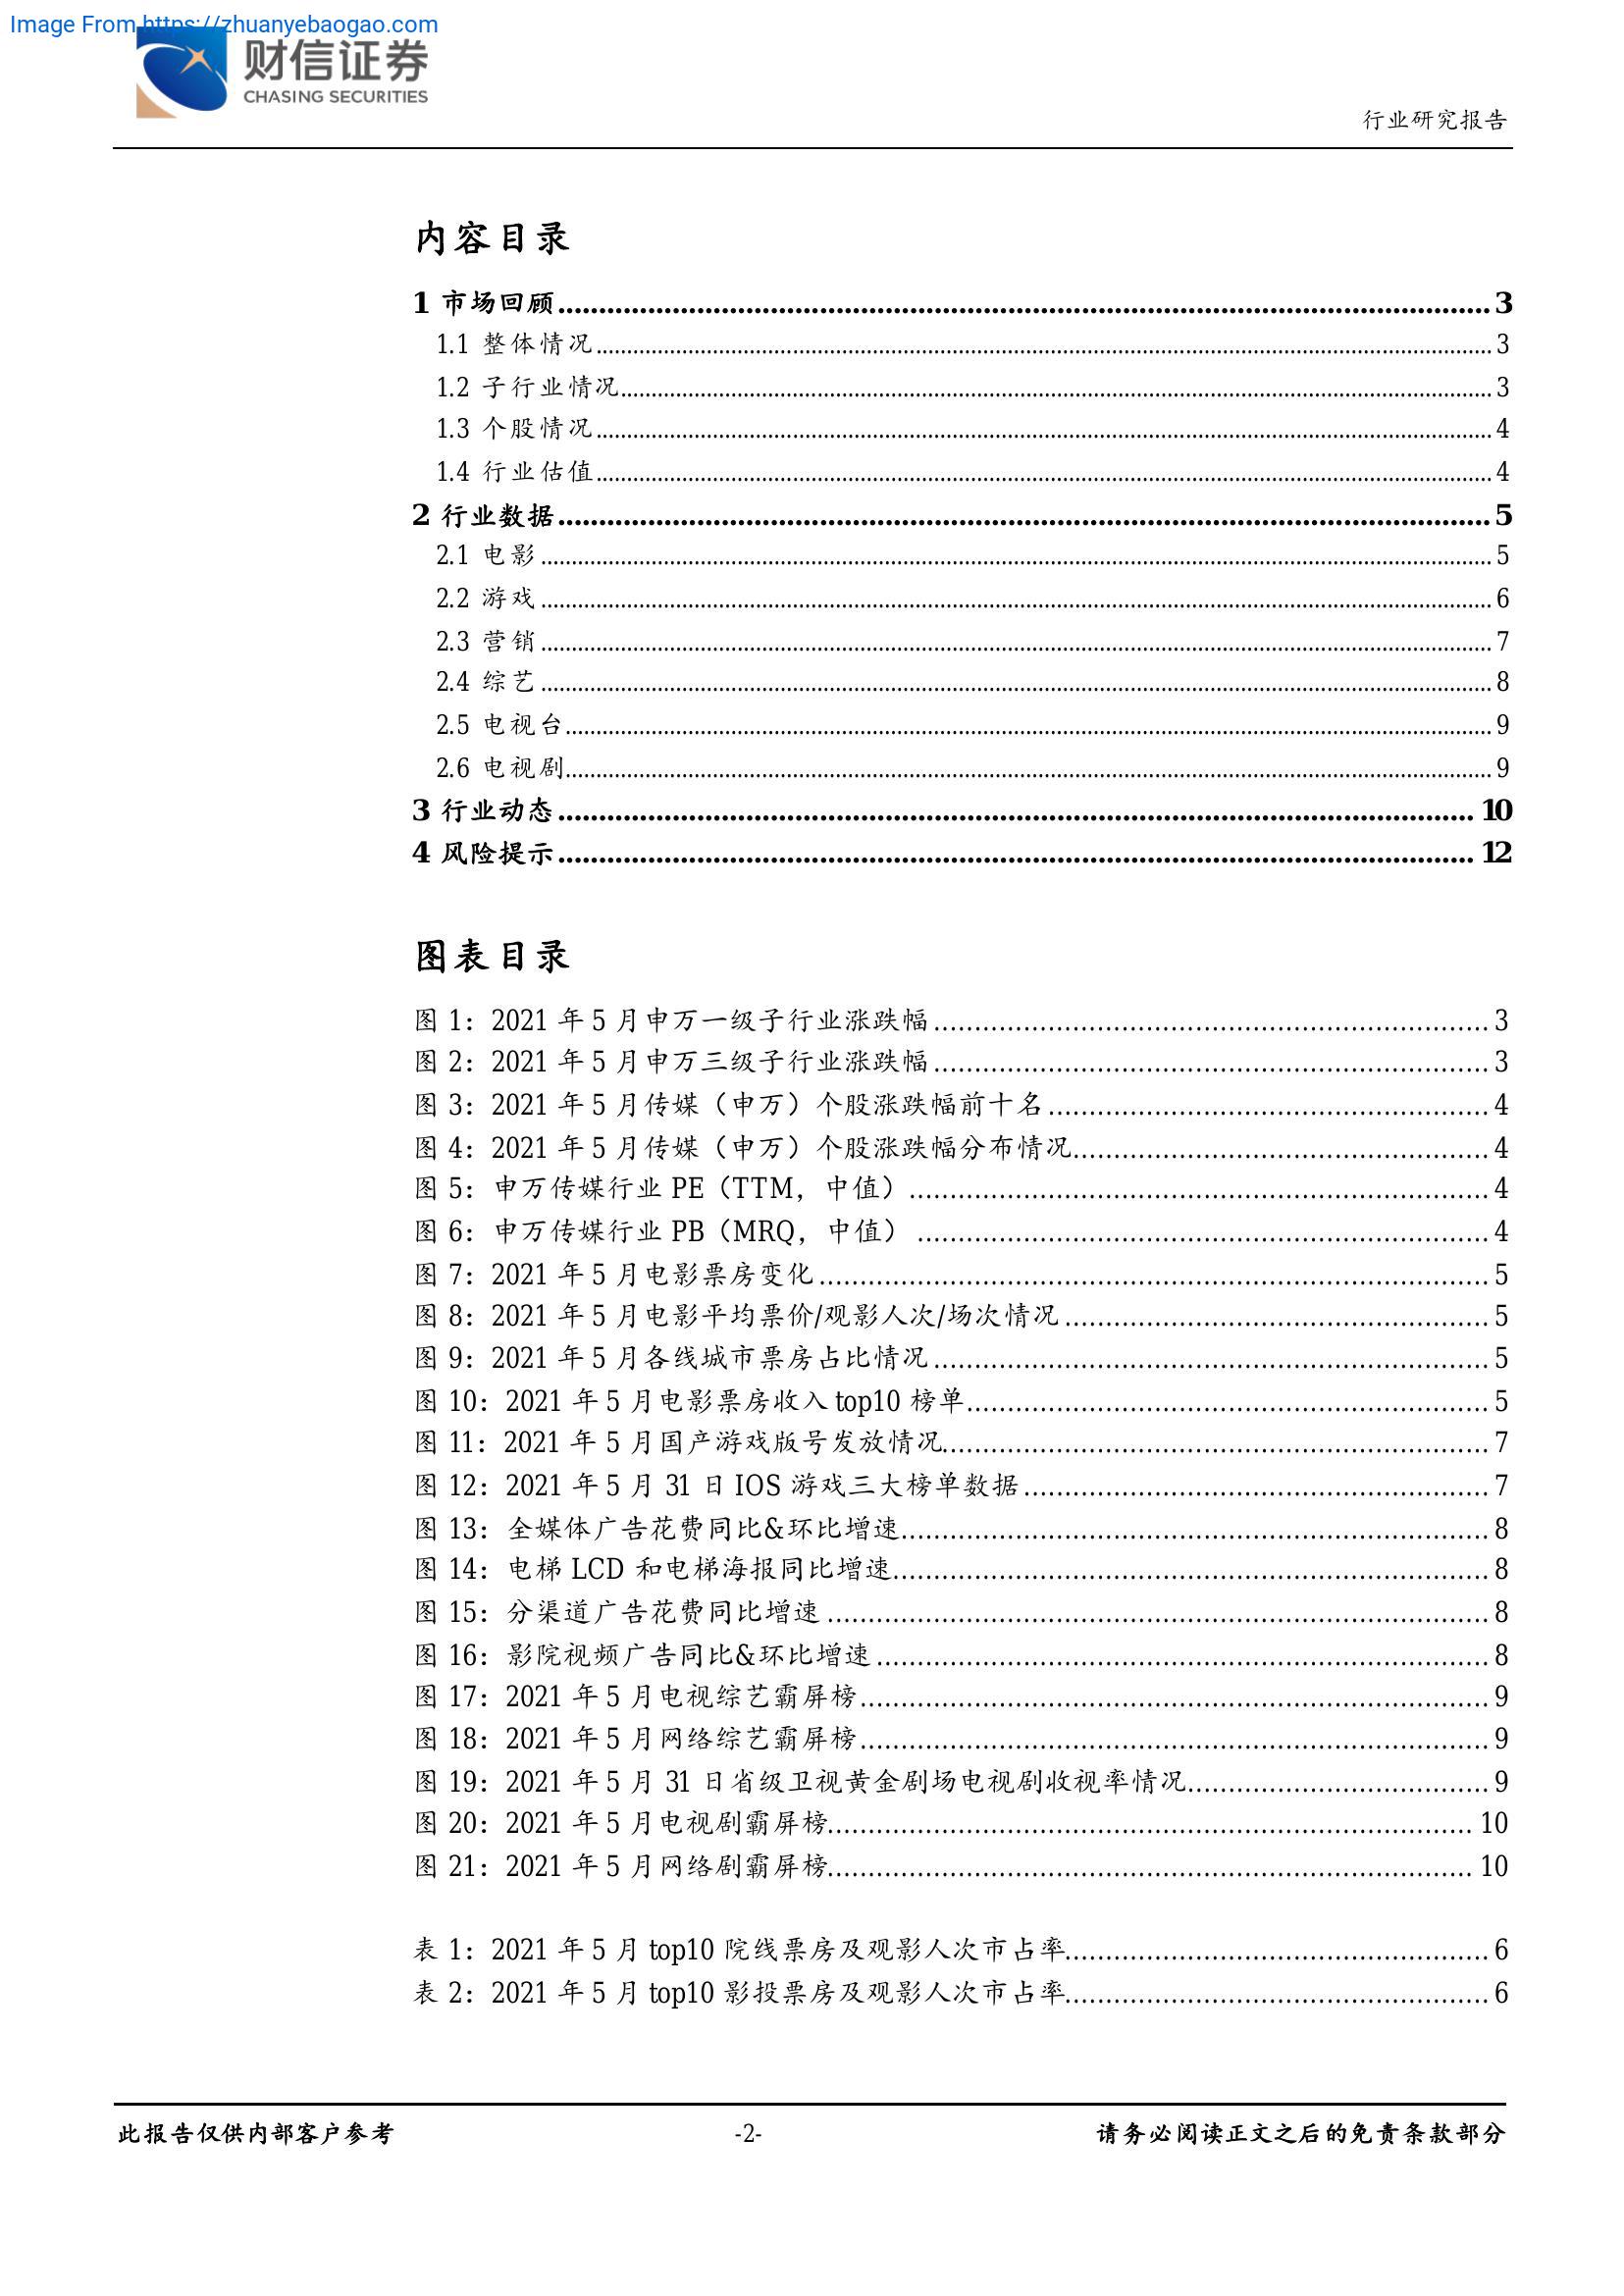 Image From https://zhuanyebaogao.com
财信证券
CHASING SECURITIES
行业研究报告
内容目录
1 市场回顾........................................ 3
1.1 整体情况........................................ 3
1.2 子行业情况........................................ 3
1.3 个股情况........................................ 4
1.4 行业估值........................................ 4
2 行业数据........................................ 5
2.1 电影........................................ 5
2.2 游戏........................................ 6
2.3 营销........................................ 7
2.4 综艺........................................ 8
2.5 电视台........................................ 9
2.6 电视剧........................................ 9
3 行业动态........................................ 10
4 风险提示........................................ 12
图表目录
图 1：2021 年 5 月申万一级子行业涨跌幅........................................ 3
图 2：2021 年 5 月申万三级子行业涨跌幅........................................ 3
图 3：2021 年 5 月传媒（申万）个股涨跌幅前十名........................................ 4
图 4：2021 年 5 月传媒（申万）个股涨跌幅分布情况........................................ 4
图 5：申万传媒行业 PE（TTM，中值）........................................ 4
图 6：申万传媒行业 PB（MRQ，中值）........................................ 4
图 7：2021 年 5 月电影票房变化........................................ 5
图 8：2021 年 5 月电影平均票价/观影人次/场次情况........................................ 5
图 9：2021 年 5 月各线城市票房占比情况........................................ 5
图 10：2021 年 5 月电影票房收入 top10 榜单........................................ 5
图 11：2021 年 5 月国产游戏版号发放情况........................................ 7
图 12：2021 年 5 月 31 日 IOS 游戏三大榜单数据........................................ 7
图 13：全媒体广告花费同比&环比增速........................................ 8
图 14：电梯 LCD 和电梯海报同比增速........................................ 8
图 15：分渠道广告花费同比增速........................................ 8
图 16：影院视频广告同比&环比增速........................................ 8
图 17：2021 年 5 月电视综艺霸屏榜........................................ 9
图 18：2021 年 5 月网络综艺霸屏榜........................................ 9
图 19：2021 年 5 月 31 日省级卫视黄金剧场电视剧收视率情况........................................ 9
图 20：2021 年 5 月电视剧霸屏榜........................................ 10
图 21：2021 年 5 月网络剧霸屏榜........................................ 10
表 1：2021 年 5 月 top10 院线票房及观影人次市占率........................................ 6
表 2：2021 年 5 月 top10 影投票房及观影人次市占率........................................ 6
此报告仅供内部客户参考
-2-
请务必阅读正文之后的免责条款部分